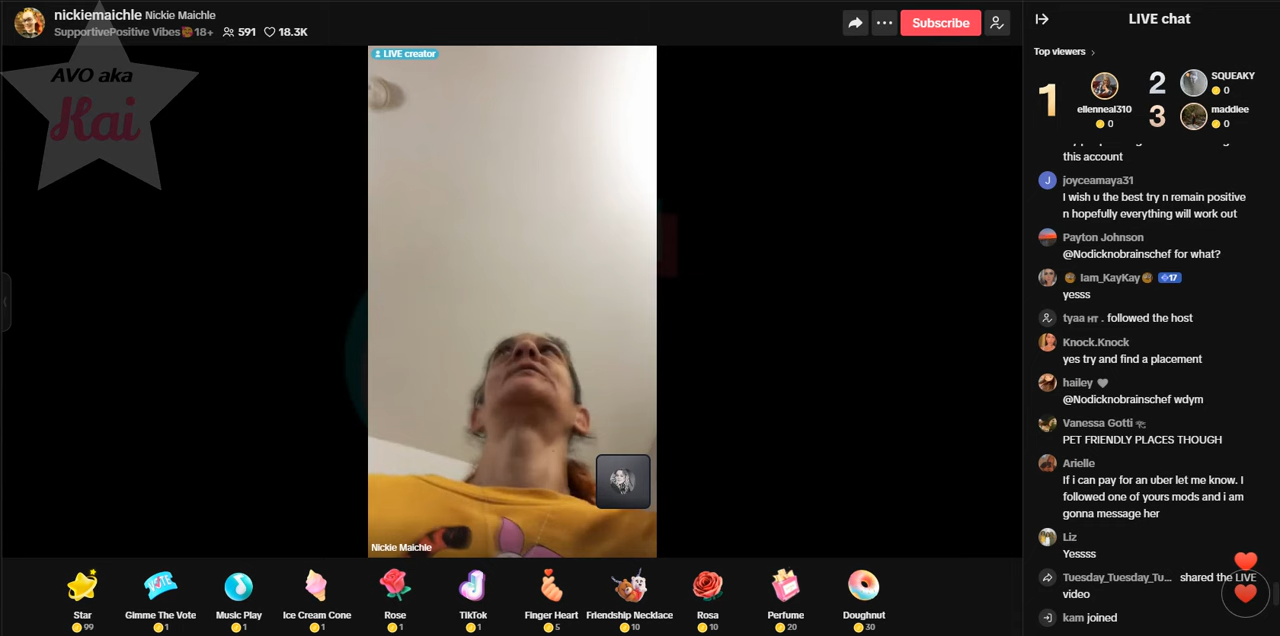 nickiemaichle Nickie Maichle
SupportivePositive Vibes 18+ 591 18.3K
Subscribe
AVO aka
Kai
LIVE creator
Nickie Maichle
Star
99
Gimme The Vote
1
Music Play
1
Ice Cream Cone
1
Rose
1
TikTok
1
Finger Heart
5
Friendship Necklace
10
Rosa
10
Perfume
20
Doughnut
30
LIVE chat
Top viewers
1
ellenneal310
0
2
SQUEAKY
0
3
maddlee
0
this account
J joyceamaya31
I wish u the best try n remain positive
n hopefully everything will work out
Payton Johnson
@Nodicknobrainschef for what?
Iam_KayKay 17
yesss
tyaa HT . followed the host
Knock.Knock
yes try and find a placement
hailey
@Nodicknobrainschef wdym
Vanessa Gotti
PET FRIENDLY PLACES THOUGH
Arielle
If i can pay for an uber let me know. I
followed one of yours mods and i am
gonna message her
Liz
Yessss
Tuesday_Tuesday_Tu... shared the LIVE
video
kam joined